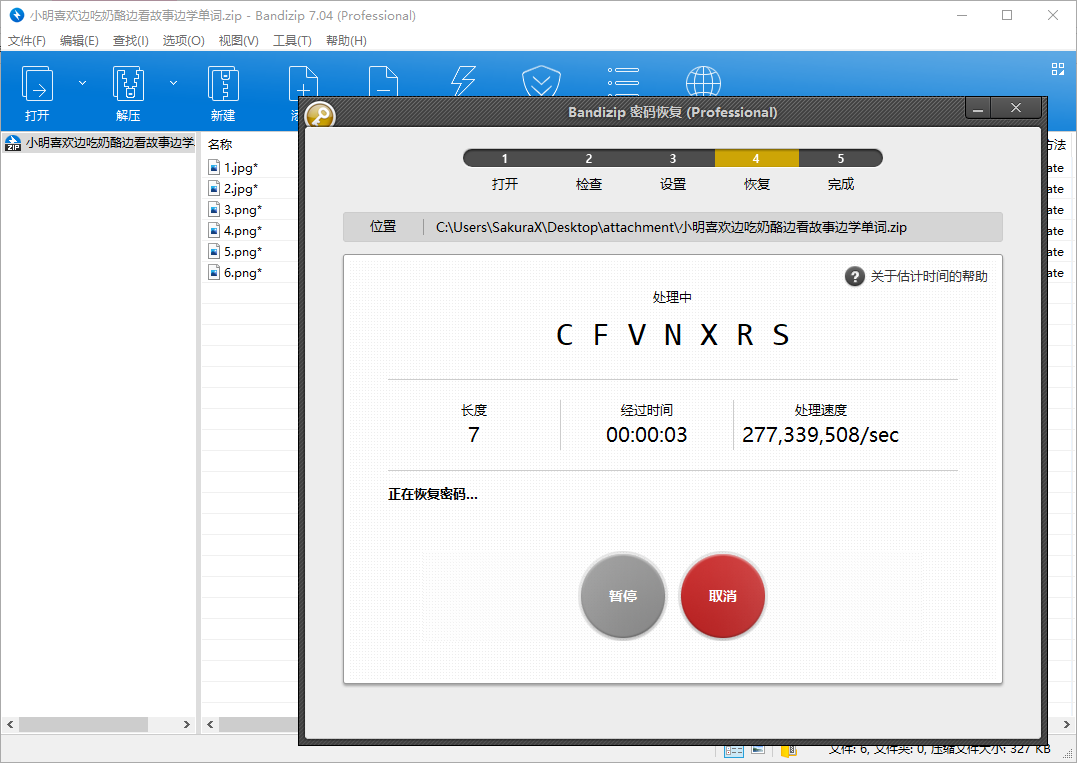 小明喜欢边吃奶酪边看故事边学单词.zip - Bandizip 7.04 (Professional)
文件(F) 编辑(E) 查找(I) 选项(O) 视图(V) 工具(T) 帮助(H)
打开 解压 新建
小明喜欢边吃奶酪边看故事边学
名称
1.jpg*
2.jpg*
3.png*
4.png*
5.png*
6.png*
方法
ate
ate
ate
ate
ate
ate
Bandizip 密码恢复 (Professional)
1 2 3 4 5
打开 检查 设置 恢复 完成
位置 C:\Users\SakuraX\Desktop\attachment\小明喜欢边吃奶酪边看故事边学单词.zip
? 关于估计时间的帮助
处理中
C F V N X R S
长度 经过时间 处理速度
7 00:00:03 277,339,508/sec
正在恢复密码...
暂停 取消
文件: 6, 文件夹: 0, 压缩文件大小: 327 KB